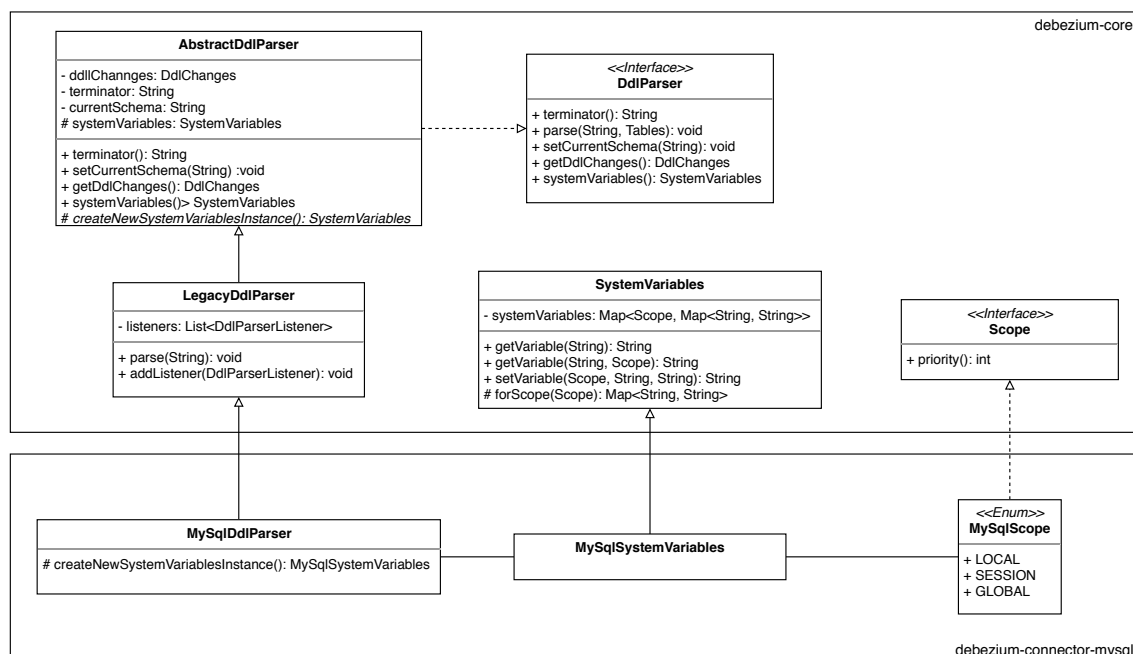 debezium-core
AbstractDdlParser
- ddllChannges: DdlChanges
- terminator: String
- currentSchema: String
# systemVariables: SystemVariables
+ terminator(): String
+ setCurrentSchema(String) :void
+ getDdlChanges(): DdlChanges
+ systemVariables()> SystemVariables
# createNewSystemVariablesInstance(): SystemVariables
<<Interface>>
DdlParser
+ terminator(): String
+ parse(String, Tables): void
+ setCurrentSchema(String): void
+ getDdlChanges(): DdlChanges
+ systemVariables(): SystemVariables
LegacyDdlParser
- listeners: List<DdlParserListener>
+ parse(String): void
+ addListener(DdlParserListener): void
SystemVariables
- systemVariables: Map<Scope, Map<String, String>>
+ getVariable(String): String
+ getVariable(String, Scope): String
+ setVariable(Scope, String, String): String
# forScope(Scope): Map<String, String>
<<Interface>>
Scope
+ priority(): int
MySqlDdlParser
# createNewSystemVariablesInstance(): MySqlSystemVariables
MySqlSystemVariables
<<Enum>>
MySqlScope
+ LOCAL
+ SESSION
+ GLOBAL
debezium-connector-mysql